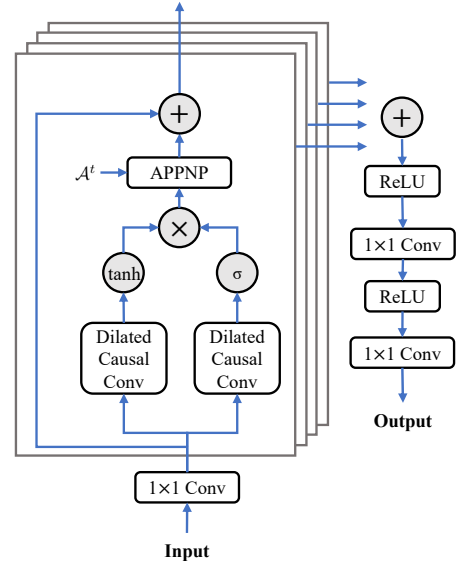 +
+
𝒜ᵗ
APPNP
ReLU
×
1×1 Conv
tanh
σ
ReLU
Dilated
Causal
Conv
Dilated
Causal
Conv
1×1 Conv
Output
1×1 Conv
Input